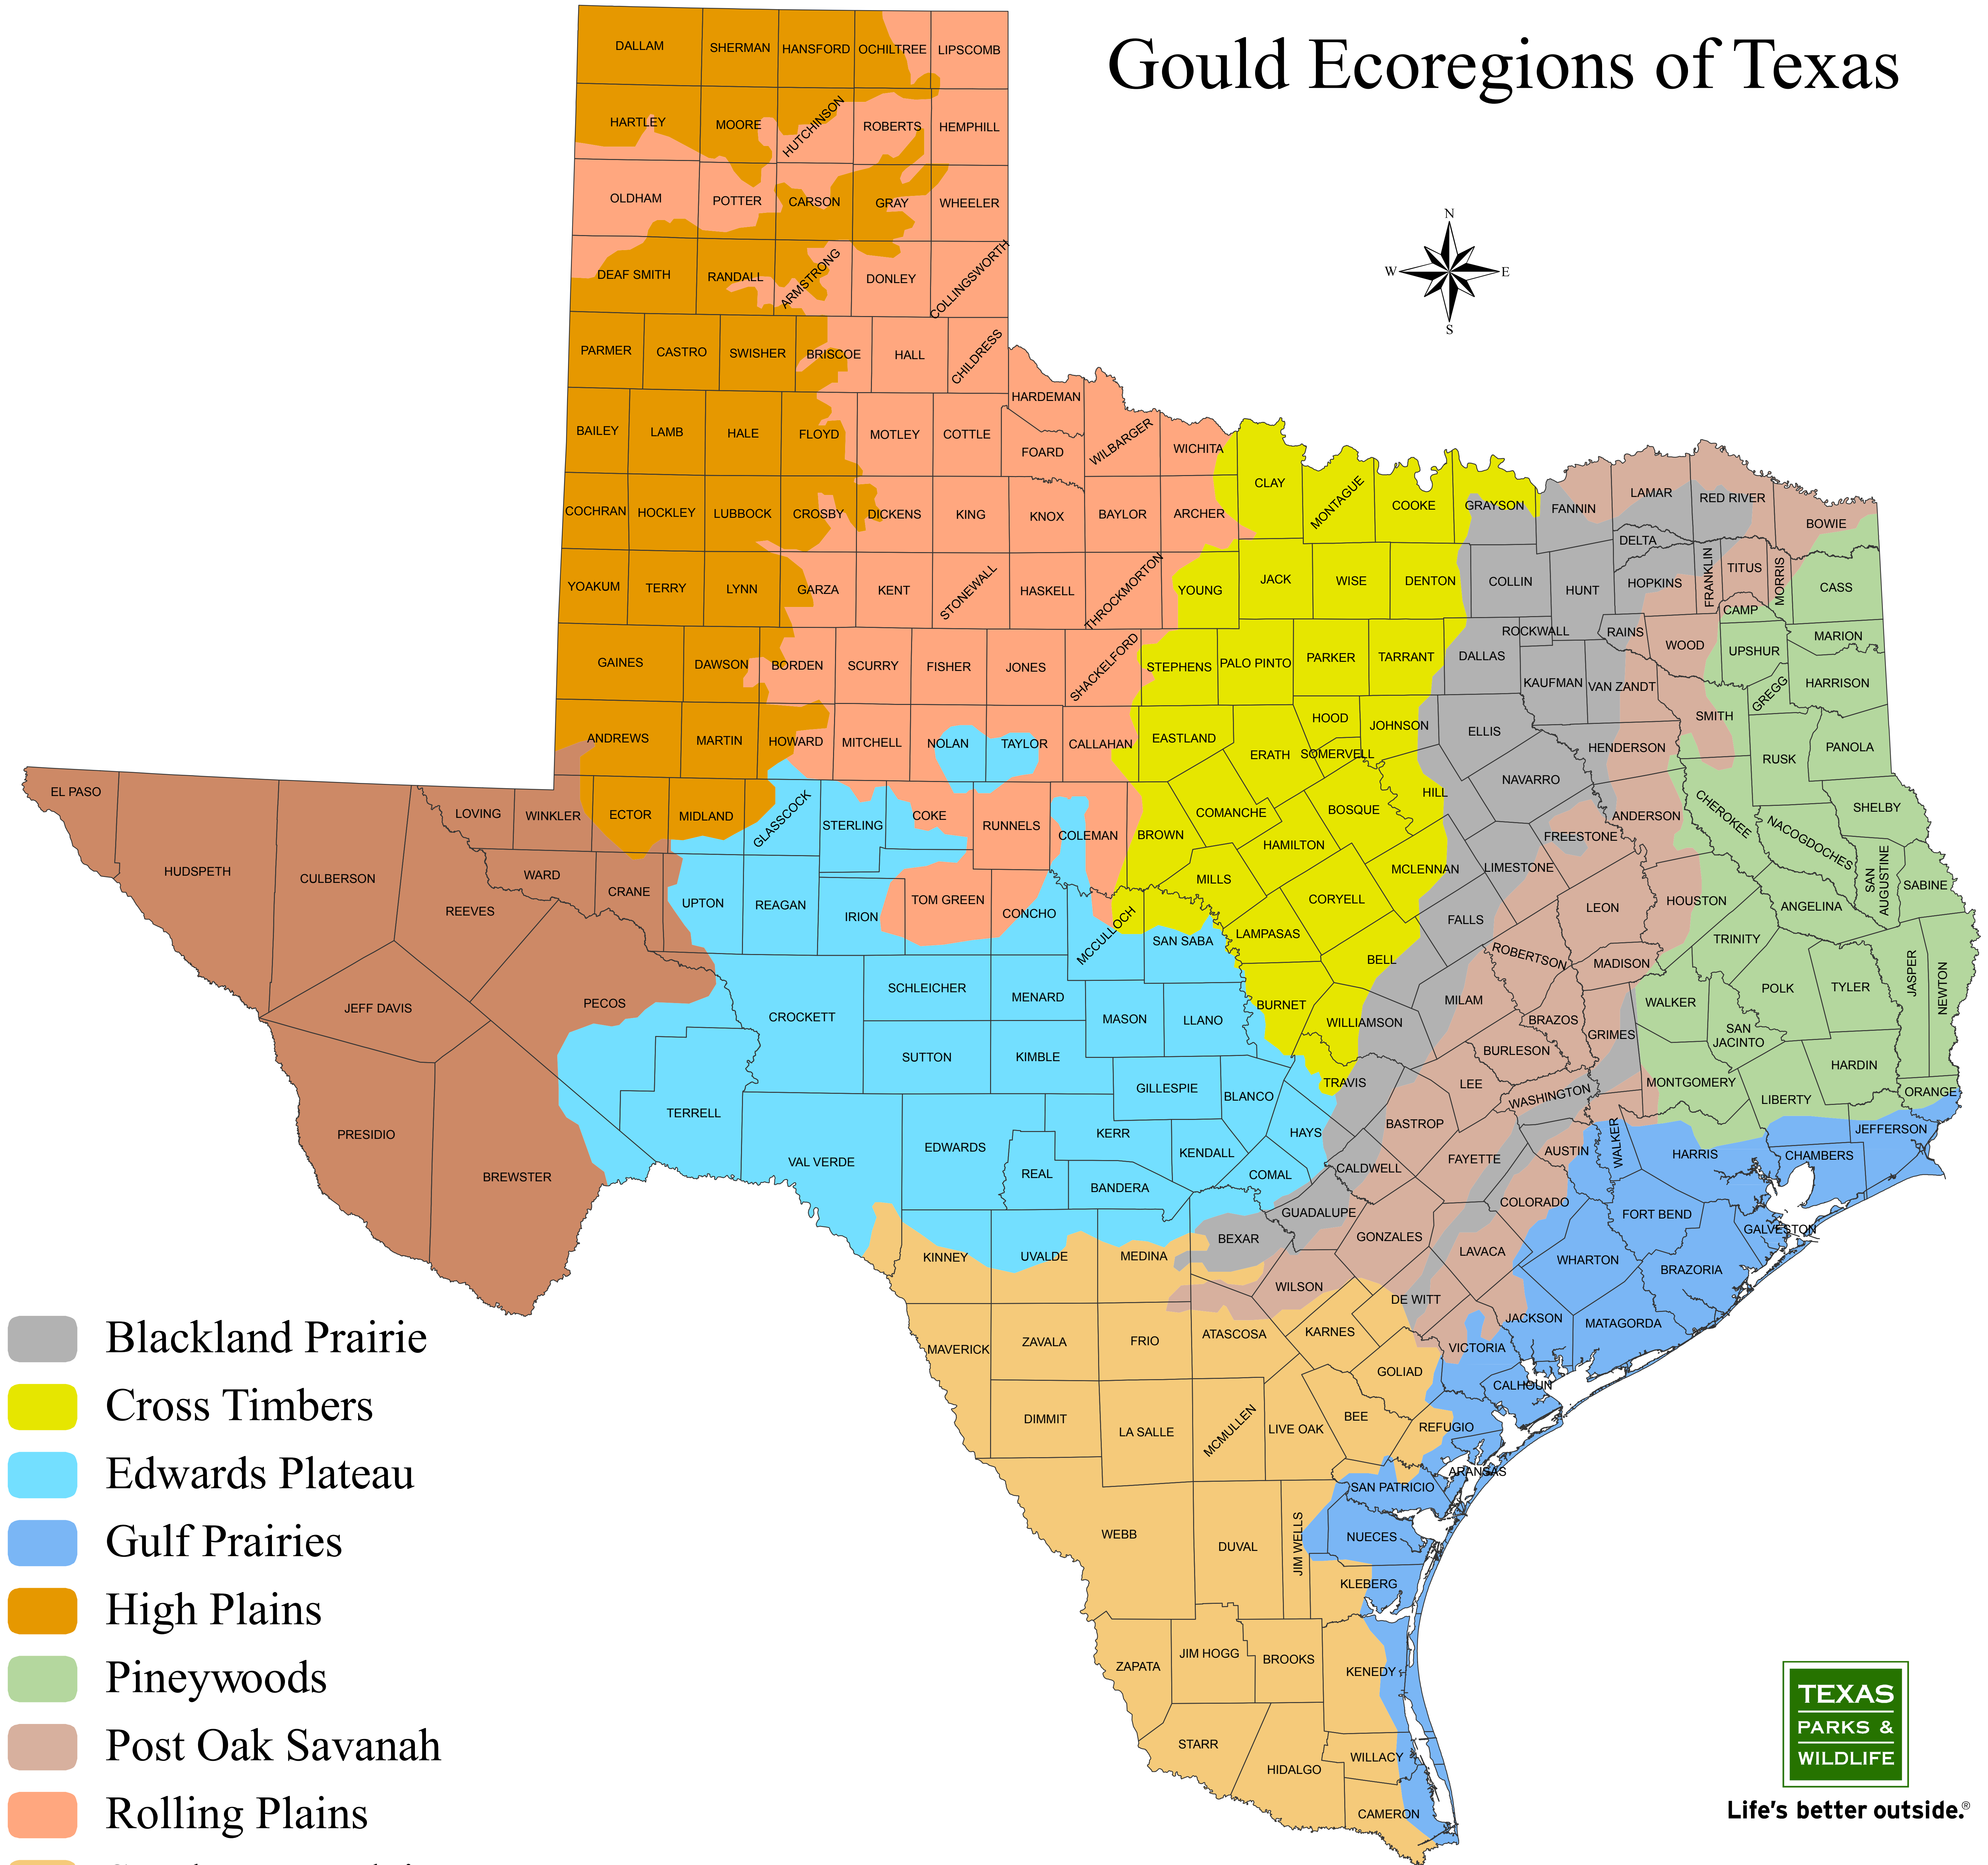 Gould Ecoregions of Texas
N
W
E
S
DALLAM
SHERMAN
HANSFORD
OCHILTREE
LIPSCOMB
HARTLEY
MOORE
HUTCHINSON
ROBERTS
HEMPHILL
OLDHAM
POTTER
CARSON
GRAY
WHEELER
DEAF SMITH
RANDALL
ARMSTRONG
DONLEY
COLLINGSWORTH
PARMER
CASTRO
SWISHER
BRISCOE
HALL
CHILDRESS
HARDEMAN
BAILEY
LAMB
HALE
FLOYD
MOTLEY
COTTLE
FOARD
WILBARGER
WICHITA
CLAY
MONTAGUE
COOKE
GRAYSON
FANNIN
LAMAR
RED RIVER
BOWIE
COCHRAN
HOCKLEY
LUBBOCK
CROSBY
DICKENS
KING
KNOX
BAYLOR
ARCHER
DELTA
YOAKUM
TERRY
LYNN
GARZA
KENT
STONEWALL
HASKELL
THROCKMORTON
YOUNG
JACK
WISE
DENTON
COLLIN
HUNT
HOPKINS
FRANKLIN
TITUS
MORRIS
CASS
CAMP
GAINES
DAWSON
BORDEN
SCURRY
FISHER
JONES
SHACKELFORD
STEPHENS
PALO PINTO
PARKER
TARRANT
DALLAS
ROCKWALL
RAINS
WOOD
UPSHUR
MARION
KAUFMAN
VAN ZANDT
GREGG
HARRISON
ANDREWS
MARTIN
HOWARD
MITCHELL
NOLAN
TAYLOR
CALLAHAN
EASTLAND
ERATH
HOOD
SOMERVELL
JOHNSON
ELLIS
HENDERSON
SMITH
RUSK
PANOLA
EL PASO
HUDSPETH
CULBERSON
REEVES
LOVING
WINKLER
ECTOR
MIDLAND
GLASSCOCK
STERLING
COKE
RUNNELS
COLEMAN
BROWN
COMANCHE
BOSQUE
HILL
NAVARRO
ANDERSON
CHEROKEE
NACOGDOCHES
SHELBY
WARD
CRANE
UPTON
REAGAN
IRION
TOM GREEN
CONCHO
MCCULLOCH
SAN SABA
MILLS
HAMILTON
CORYELL
MCLENNAN
LIMESTONE
FREESTONE
FALLS
LEON
HOUSTON
ANGELINA
SAN
AUGUSTINE
SABINE
LAMPASAS
BELL
ROBERTSON
MADISON
TRINITY
JEFF DAVIS
PECOS
CROCKETT
SCHLEICHER
MENARD
MASON
LLANO
BURNET
WILLIAMSON
MILAM
BRAZOS
GRIMES
WALKER
POLK
TYLER
JASPER
NEWTON
SUTTON
KIMBLE
GILLESPIE
BLANCO
TRAVIS
LEE
BURLESON
WASHINGTON
SAN
JACINTO
MONTGOMERY
LIBERTY
HARDIN
ORANGE
PRESIDIO
BREWSTER
TERRELL
VAL VERDE
EDWARDS
REAL
KERR
KENDALL
BANDERA
HAYS
COMAL
CALDWELL
BASTROP
FAYETTE
AUSTIN
WALKER
HARRIS
CHAMBERS
JEFFERSON
KINNEY
UVALDE
MEDINA
BEXAR
GUADALUPE
GONZALES
LAVACA
COLORADO
FORT BEND
GALVESTON
WHARTON
BRAZORIA
MAVERICK
ZAVALA
FRIO
ATASCOSA
WILSON
KARNES
DE WITT
JACKSON
MATAGORDA
VICTORIA
GOLIAD
CALHOUN
DIMMIT
LA SALLE
MCMULLEN
LIVE OAK
BEE
REFUGIO
ARANSAS
SAN PATRICIO
WEBB
DUVAL
JIM WELLS
NUECES
KLEBERG
ZAPATA
JIM HOGG
BROOKS
KENEDY
STARR
HIDALGO
WILLACY
CAMERON
Blackland Prairie
Cross Timbers
Edwards Plateau
Gulf Prairies
High Plains
Pineywoods
Post Oak Savanah
Rolling Plains
TEXAS
PARKS &
WILDLIFE
Life's better outside.®